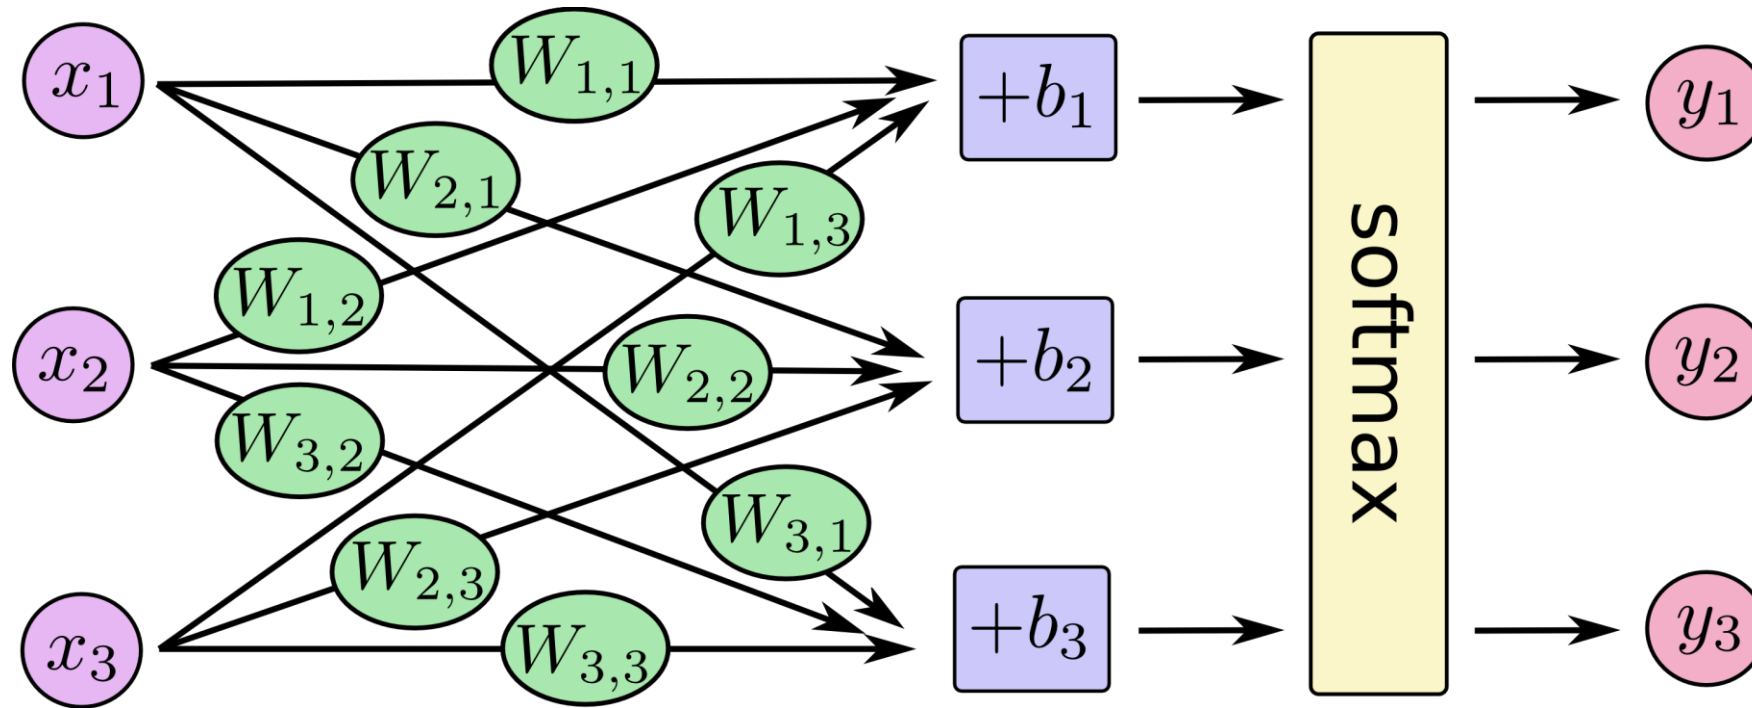 x₁
W₁,₁
+b₁
y₁
W₂,₁
W₁,₃
W₁,₂
softmax
x₂
W₂,₂
+b₂
y₂
W₃,₂
W₃,₁
W₂,₃
x₃
W₃,₃
+b₃
y₃